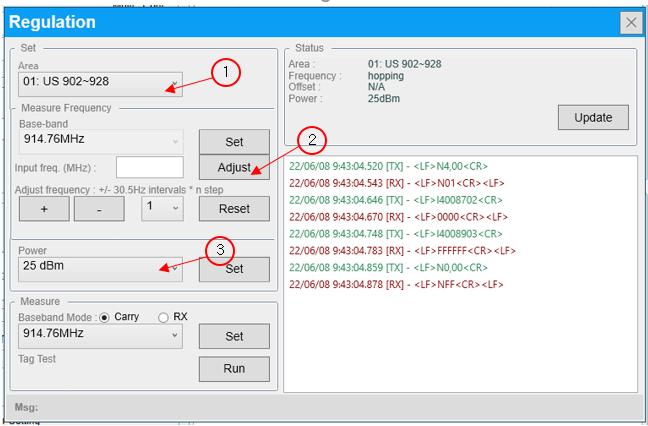 Regulation
Set
Area
01: US 902~928
1
Measure Frequency
Base-band
914.76MHz
Set
2
Input freq. (MHz) :
Adjust
Adjust frequency : +/- 30.5Hz intervals * n step
+
-
1
Reset
Power
3
25 dBm
Set
Measure
Baseband Mode :
Carry
RX
914.76MHz
Set
Tag Test
Run
Status
Area : 01: US 902~928
Frequency : hopping
Offset : N/A
Power : 25dBm
Update
22/06/08 9:43:04.520 [TX] - <LF>N4,00<CR>
22/06/08 9:43:04.543 [RX] - <LF>N01<CR><LF>
22/06/08 9:43:04.646 [TX] - <LF>I4008702<CR>
22/06/08 9:43:04.670 [RX] - <LF>0000<CR><LF>
22/06/08 9:43:04.748 [TX] - <LF>I4008903<CR>
22/06/08 9:43:04.783 [RX] - <LF>FFFFFF<CR><LF>
22/06/08 9:43:04.859 [TX] - <LF>N0,00<CR>
22/06/08 9:43:04.878 [RX] - <LF>NFF<CR><LF>
Msg: